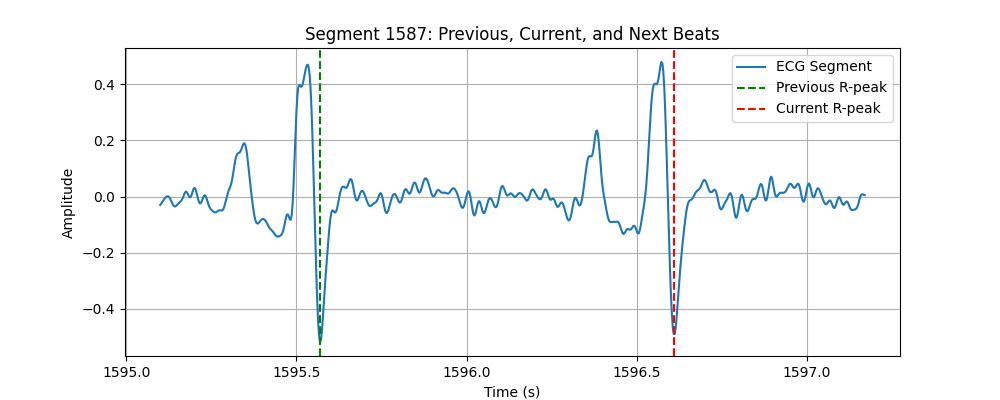 Segment 1587: Previous, Current, and Next Beats
ECG Segment
Previous R-peak
Current R-peak
Amplitude
0.4
0.2
0.0
−0.2
−0.4
1595.0 1595.5 1596.0 1596.5 1597.0
Time (s)